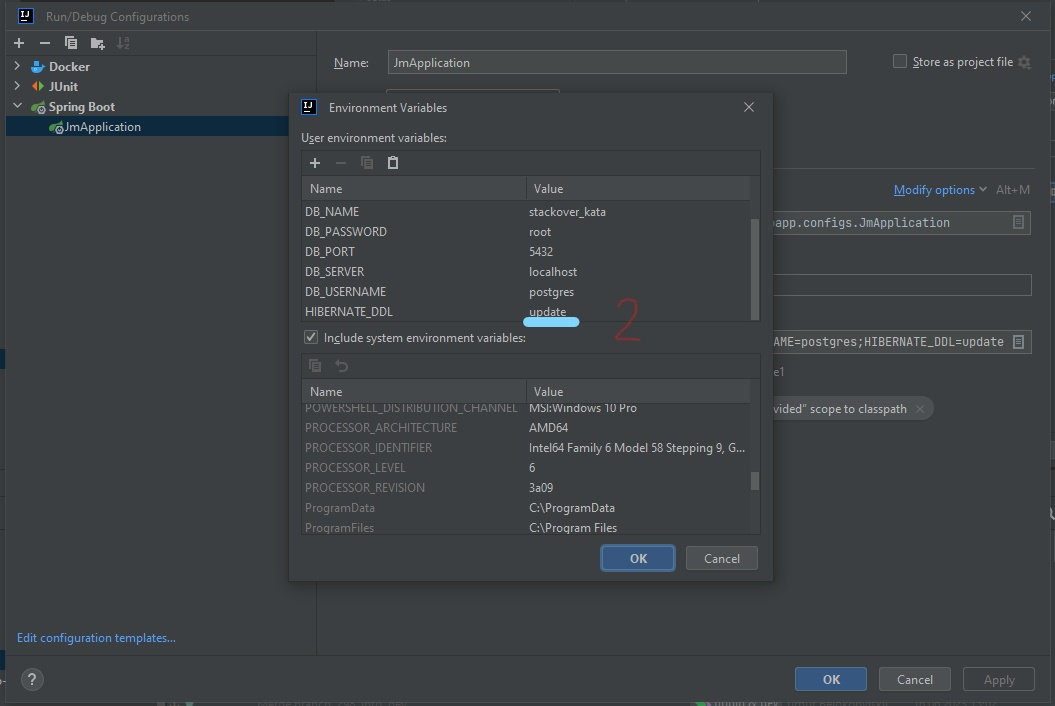 Run/Debug Configurations
Docker
JUnit
Spring Boot
JmApplication
Edit configuration templates...
Name:
JmApplication
Store as project file
Modify options
Alt+M
app.configs.JmApplication
AME=postgres;HIBERNATE_DDL=update
vided" scope to classpath
Environment Variables
User environment variables:
Name Value
DB_NAME stackover_kata
DB_PASSWORD root
DB_PORT 5432
DB_SERVER localhost
DB_USERNAME postgres
HIBERNATE_DDL update
2
Include system environment variables:
Name Value
POWERSHELL_DISTRIBUTION_CHANNEL MSI:Windows 10 Pro
PROCESSOR_ARCHITECTURE AMD64
PROCESSOR_IDENTIFIER Intel64 Family 6 Model 58 Stepping 9, G...
PROCESSOR_LEVEL 6
PROCESSOR_REVISION 3a09
ProgramData C:\ProgramData
ProgramFiles C:\Program Files
OK Cancel
? OK Cancel Apply